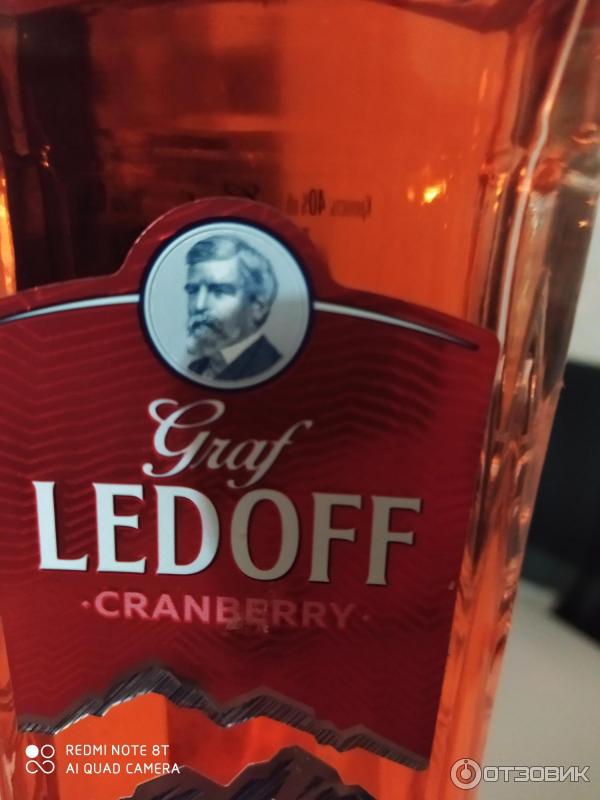 Graf
LEDOFF
·CRANBERRY·
REDMI NOTE 8T
AI QUAD CAMERA
ОТЗОВИК